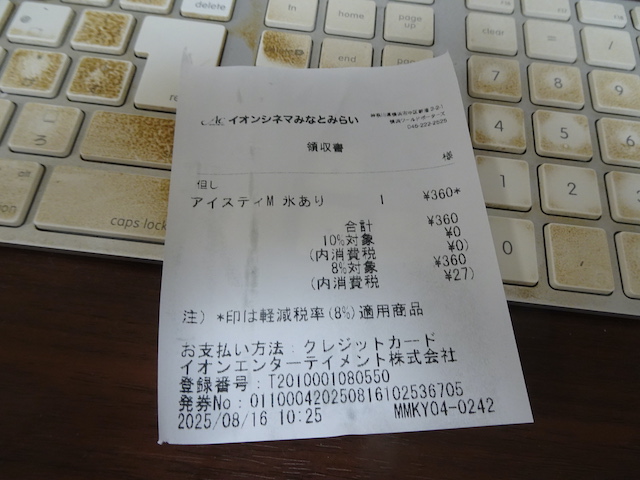 delete
home
page up
clear
=
/
end
7
8
9
4
5
6
1
2
3
0
caps lock
イオンシネマみなとみらい
領収書
様
但し
アイスティM 氷あり 1 ¥360*
合計 ¥360
10%対象 ¥0
(内消費税 ¥0)
8%対象 ¥360
(内消費税 ¥27)
注) *印は軽減税率(8%)適用商品
お支払い方法: クレジットカード
イオンエンターテイメント株式会社
登録番号: T2010001080550
発券No: 0110004202508161025​36705
2025/08/16 10:25 MMKY04-0242